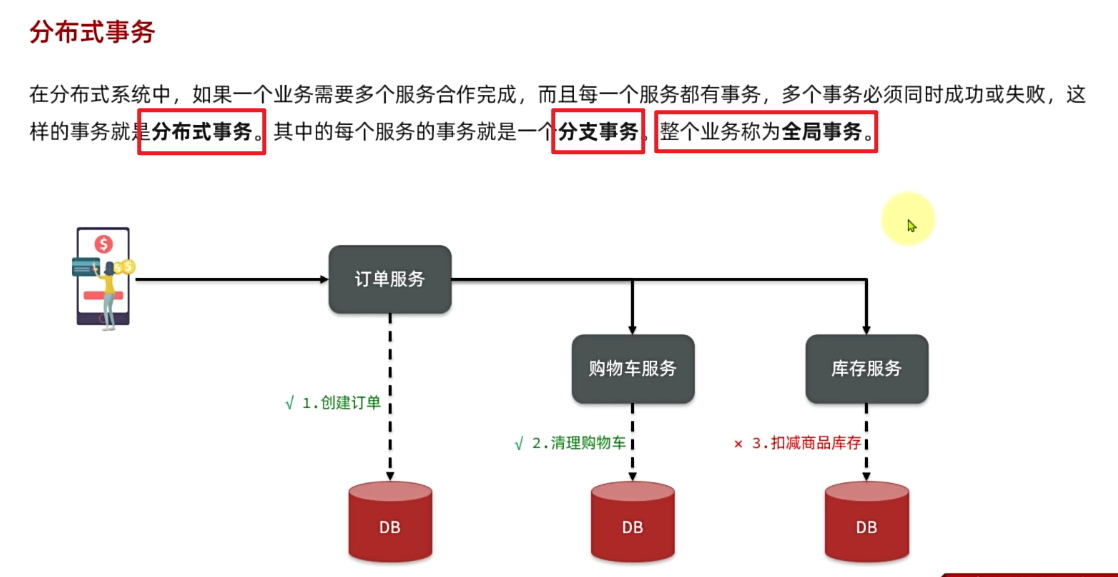 分布式事务
在分布式系统中，如果一个业务需要多个服务合作完成，而且每一个服务都有事务，多个事务必须同时成功或失败，这
样的事务就是分布式事务。其中的每个服务的事务就是一个分支事务。整个业务称为全局事务。
$
订单服务
购物车服务
库存服务
√ 1.创建订单
√ 2.清理购物车
× 3.扣减商品库存
DB
DB
DB